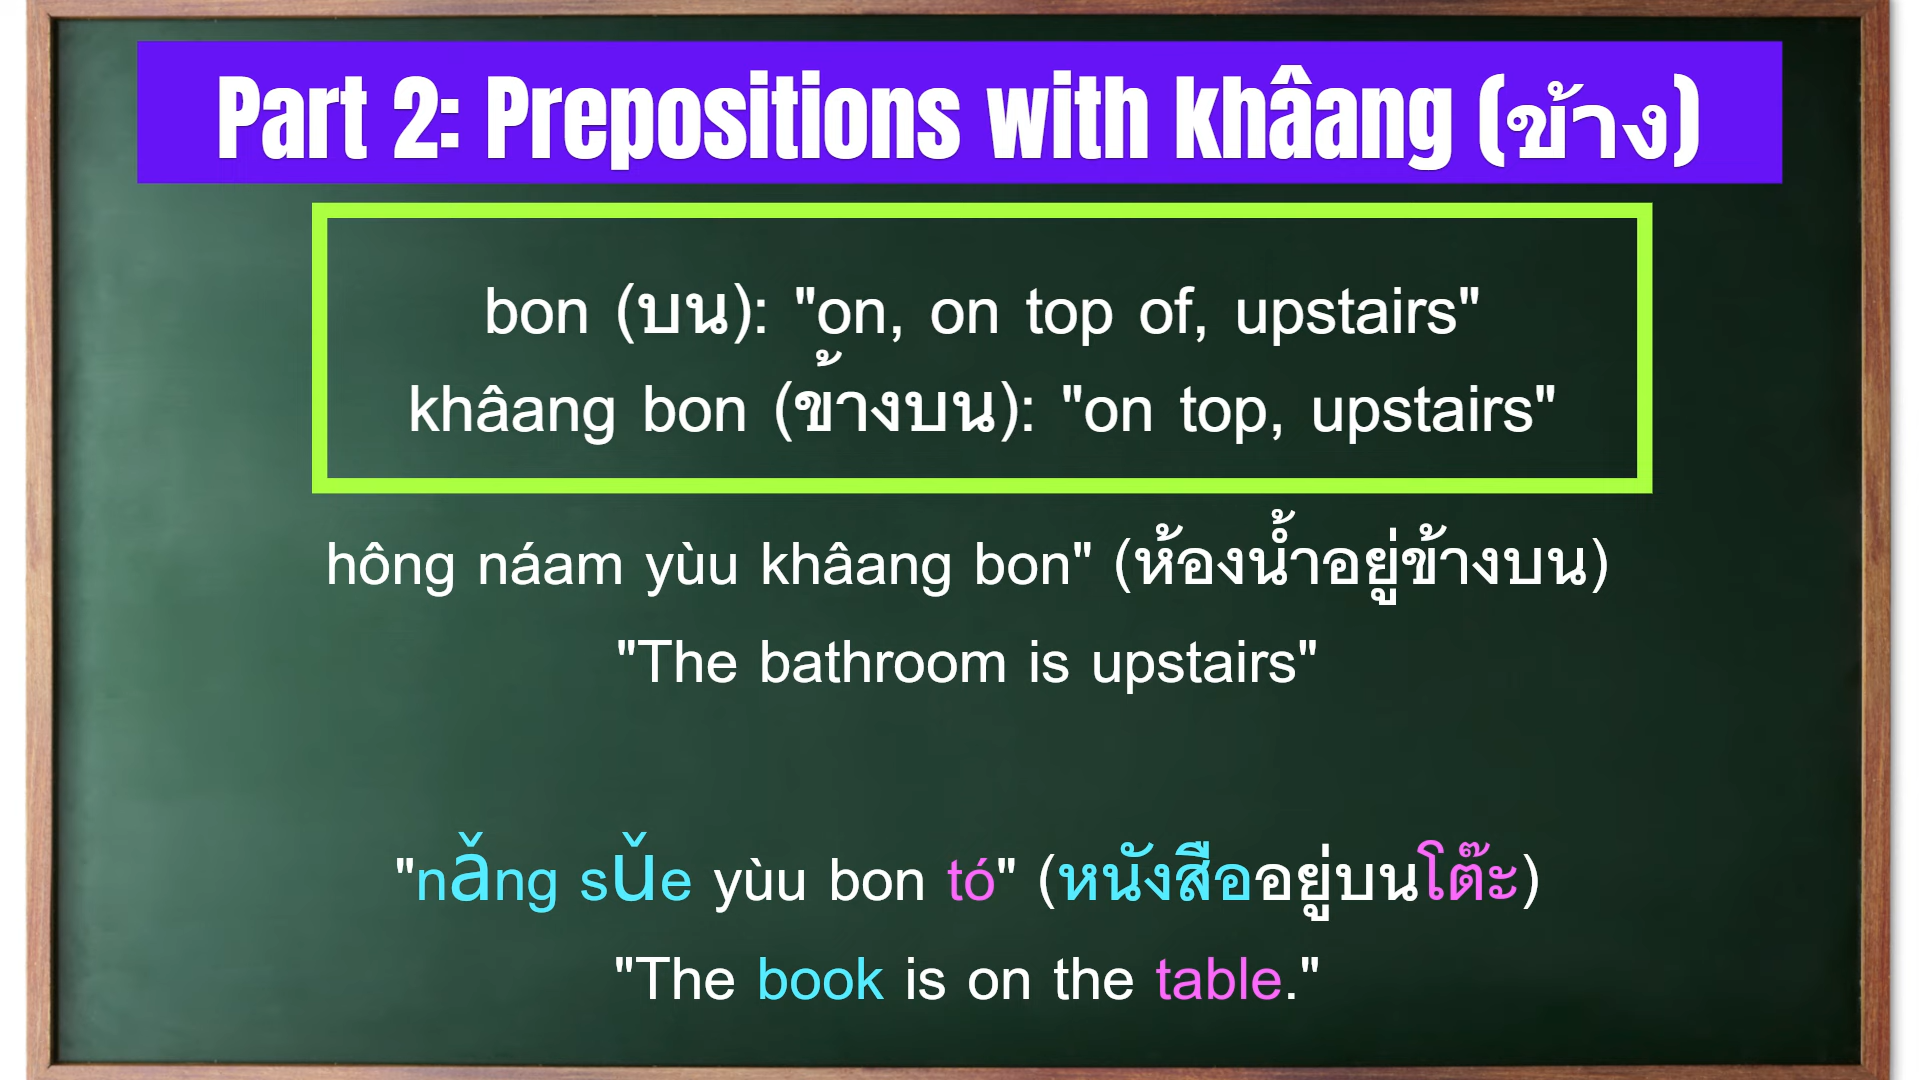 Part 2: Prepositions with khâang (ข้าง)
bon (บน): "on, on top of, upstairs"
khâang bon (ข้างบน): "on top, upstairs"
hông náam yùu khâang bon" (ห้องน้ำอยู่ข้างบน)
"The bathroom is upstairs"
"nǎng sǔe yùu bon tó" (หนังสืออยู่บนโต๊ะ)
"The book is on the table."